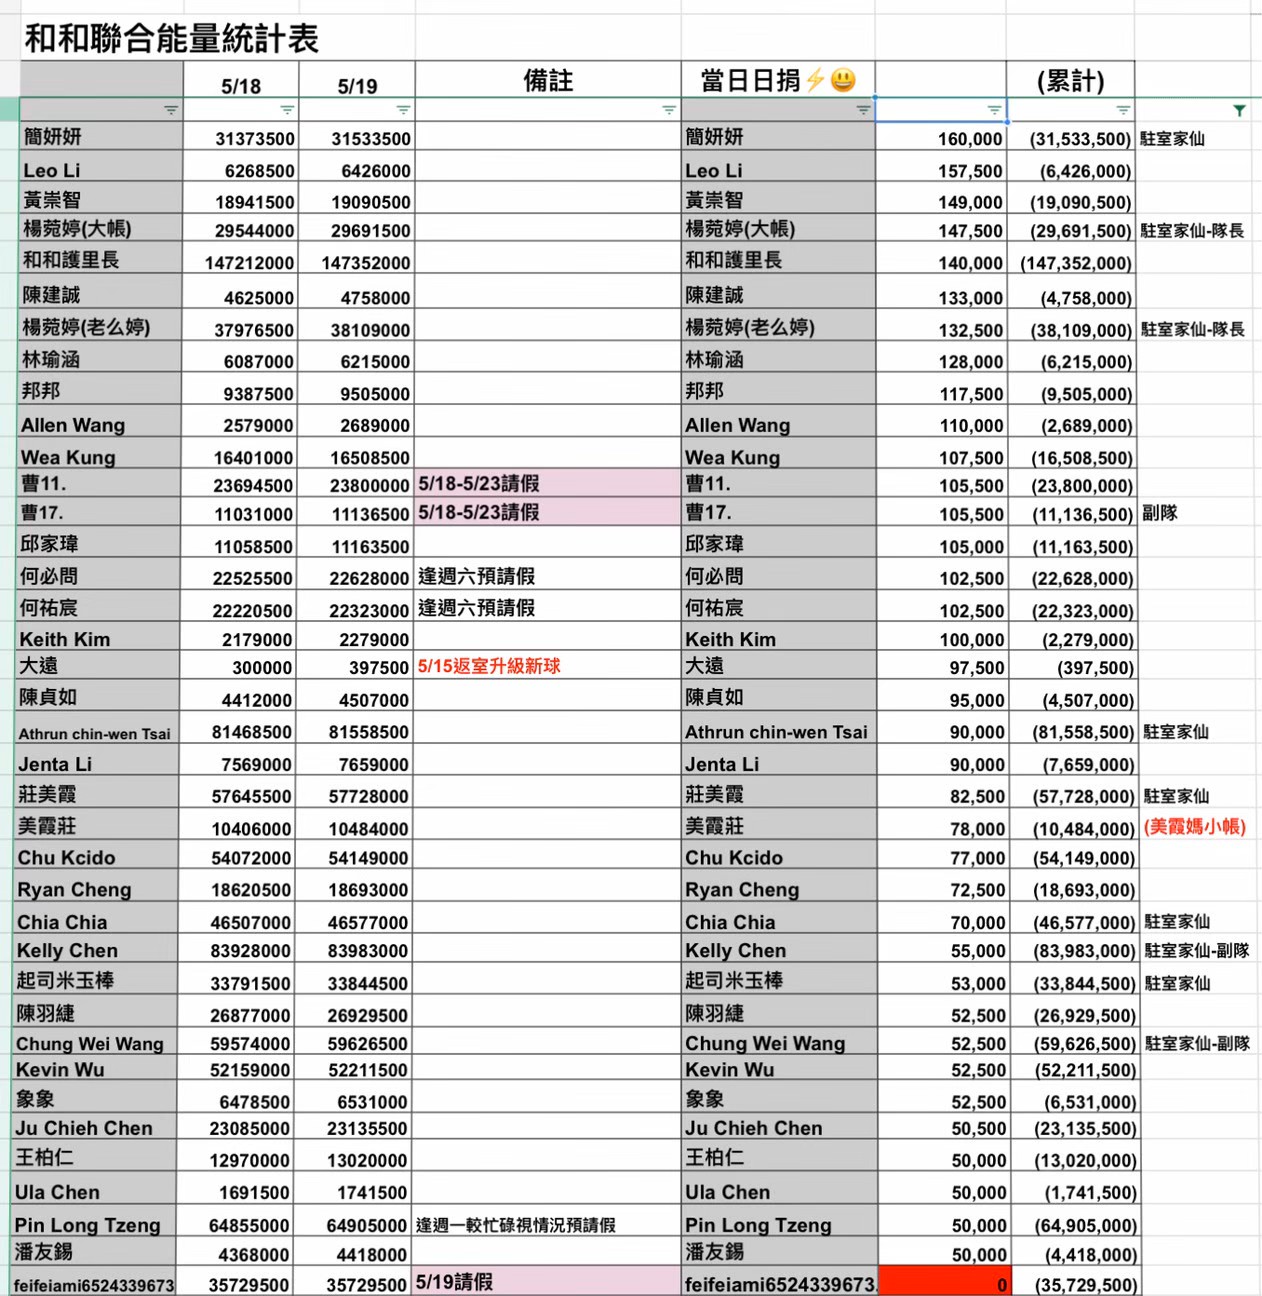 和和聯合能量統計表
5/18 5/19 備註 當日日捐⚡😃 (累計)
簡妍妍 31373500 31533500 簡妍妍 160,000 (31,533,500) 駐室家仙
Leo Li 6268500 6426000 Leo Li 157,500 (6,426,000)
黃崇智 18941500 19090500 黃崇智 149,000 (19,090,500)
楊菀婷(大帳) 29544000 29691500 楊菀婷(大帳) 147,500 (29,691,500) 駐室家仙-隊長
和和護里長 147212000 147352000 和和護里長 140,000 (147,352,000)
陳建誠 4625000 4758000 陳建誠 133,000 (4,758,000)
楊菀婷(老么婷) 37976500 38109000 楊菀婷(老么婷) 132,500 (38,109,000) 駐室家仙-隊長
林瑜涵 6087000 6215000 林瑜涵 128,000 (6,215,000)
邦邦 9387500 9505000 邦邦 117,500 (9,505,000)
Allen Wang 2579000 2689000 Allen Wang 110,000 (2,689,000)
Wea Kung 16401000 16508500 Wea Kung 107,500 (16,508,500)
曹11. 23694500 23800000 5/18-5/23請假 曹11. 105,500 (23,800,000)
曹17. 11031000 11136500 5/18-5/23請假 曹17. 105,500 (11,136,500) 副隊
邱家瑋 11058500 11163500 邱家瑋 105,000 (11,163,500)
何必問 22525500 22628000 逢週六預請假 何必問 102,500 (22,628,000)
何祐宸 22220500 22323000 逢週六預請假 何祐宸 102,500 (22,323,000)
Keith Kim 2179000 2279000 Keith Kim 100,000 (2,279,000)
大遠 300000 397500 5/15返室升級新球 大遠 97,500 (397,500)
陳貞如 4412000 4507000 陳貞如 95,000 (4,507,000)
Athrun chin-wen Tsai 81468500 81558500 Athrun chin-wen Tsai 90,000 (81,558,500) 駐室家仙
Jenta Li 7569000 7659000 Jenta Li 90,000 (7,659,000)
莊美霞 57645500 57728000 莊美霞 82,500 (57,728,000) 駐室家仙
美霞莊 10406000 10484000 美霞莊 78,000 (10,484,000) (美霞媽小帳)
Chu Kcido 54072000 54149000 Chu Kcido 77,000 (54,149,000)
Ryan Cheng 18620500 18693000 Ryan Cheng 72,500 (18,693,000)
Chia Chia 46507000 46577000 Chia Chia 70,000 (46,577,000) 駐室家仙
Kelly Chen 83928000 83983000 Kelly Chen 55,000 (83,983,000) 駐室家仙-副隊
起司米玉棒 33791500 33844500 起司米玉棒 53,000 (33,844,500) 駐室家仙
陳羽緁 26877000 26929500 陳羽緁 52,500 (26,929,500)
Chung Wei Wang 59574000 59626500 Chung Wei Wang 52,500 (59,626,500) 駐室家仙-副隊
Kevin Wu 52159000 52211500 Kevin Wu 52,500 (52,211,500)
象象 6478500 6531000 象象 52,500 (6,531,000)
Ju Chieh Chen 23085000 23135500 Ju Chieh Chen 50,500 (23,135,500)
王柏仁 12970000 13020000 王柏仁 50,000 (13,020,000)
Ula Chen 1691500 1741500 Ula Chen 50,000 (1,741,500)
Pin Long Tzeng 64855000 64905000 逢週一較忙碌視情況預請假 Pin Long Tzeng 50,000 (64,905,000)
潘友錫 4368000 4418000 潘友錫 50,000 (4,418,000)
feifeiami6524339673 35729500 35729500 5/19請假 feifeiami6524339673. 0 (35,729,500)